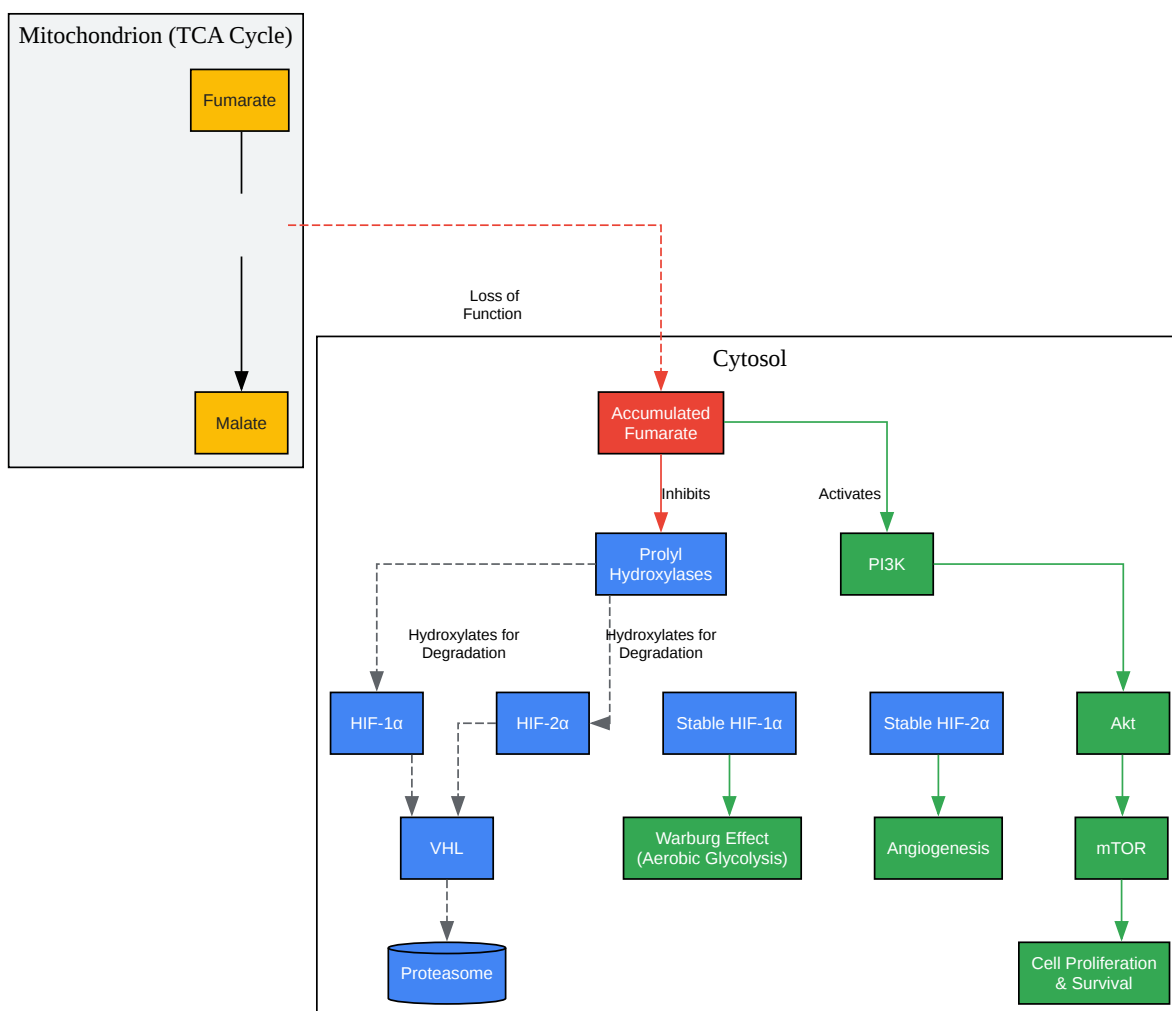 Mitochondrion (TCA Cycle)
Fumarate
Loss of
Function
Malate
Cytosol
Accumulated
Fumarate
Inhibits
Activates
Prolyl
Hydroxylases
PI3K
Hydroxylates for
Degradation
Hydroxylates for
Degradation
HIF-1α
HIF-2α
Stable HIF-1α
Stable HIF-2α
Akt
VHL
Warburg Effect
(Aerobic Glycolysis)
Angiogenesis
mTOR
Proteasome
Cell Proliferation
& Survival